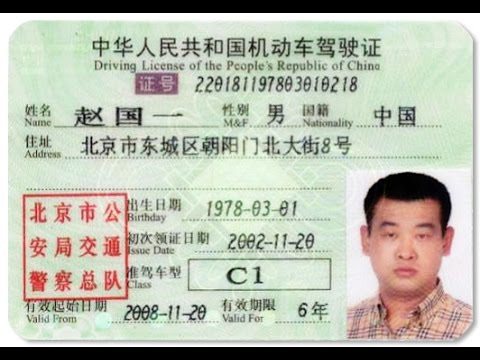 中华人民共和国机动车驾驶证
Driving License of the People's Republic of China
证号 220181197803010218
姓名 赵国一 性别 男 国籍 中国
Name M&F Nationality
住址 北京市东城区朝阳门北大街8号
Address
北京市公安局交通警察总队
出生日期 1978-03-01
Birthday
初次领证日期 2002-11-20
Issue Date
准驾车型 C1
Class
有效起始日期 2008-11-20 有效期限 6年
Valid From Valid For